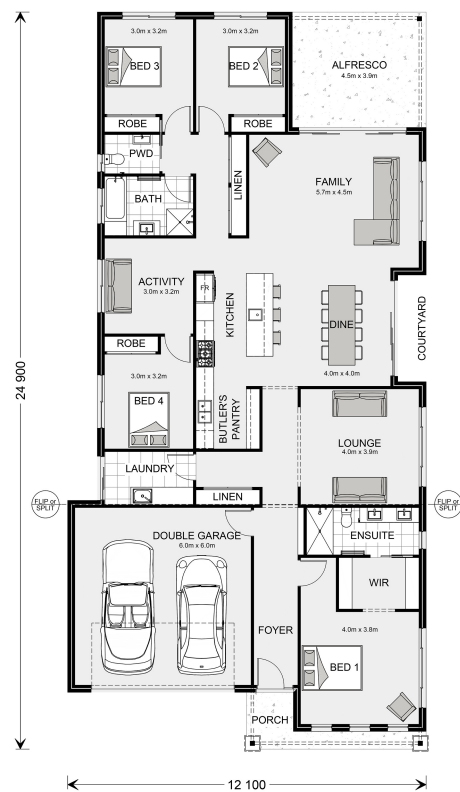 3.0m x 3.2m
BED 3
ROBE
3.0m x 3.2m
BED 2
ROBE
ALFRESCO
4.5m x 3.9m
PWD
BATH
LINEN
FAMILY
5.7m x 4.5m
ACTIVITY
3.0m x 3.2m
FR
KITCHEN
DINE
4.0m x 4.0m
COURTYARD
24 900
ROBE
3.0m x 3.2m
BED 4
BUTLER'S
PANTRY
LOUNGE
4.0m x 3.9m
LAUNDRY
LINEN
FLIP or
SPLIT
FLIP or
SPLIT
DOUBLE GARAGE
6.0m x 6.0m
ENSUITE
WIR
FOYER
4.0m x 3.8m
BED 1
PORCH
12 100